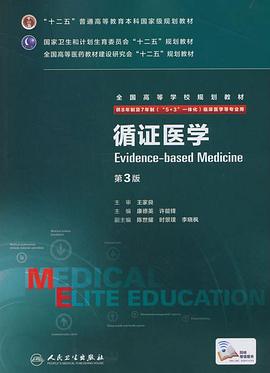 "十二五"普通高等教育本科国家级规划教材
国家卫生和计划生育委员会"十二五"规划教材
全国高等医药教材建设研究会"十二五"规划教材
全国高等学校规划教材
供8年制及7年制("5+3"一体化)临床医学等专业用
循证医学
Evidence-based Medicine
第3版
主审 王家良
主编 康德英 许能锋
副主编 陈世耀 时景璞 李晓枫
MEDICAL
ELITE EDUCATION
人民卫生出版社